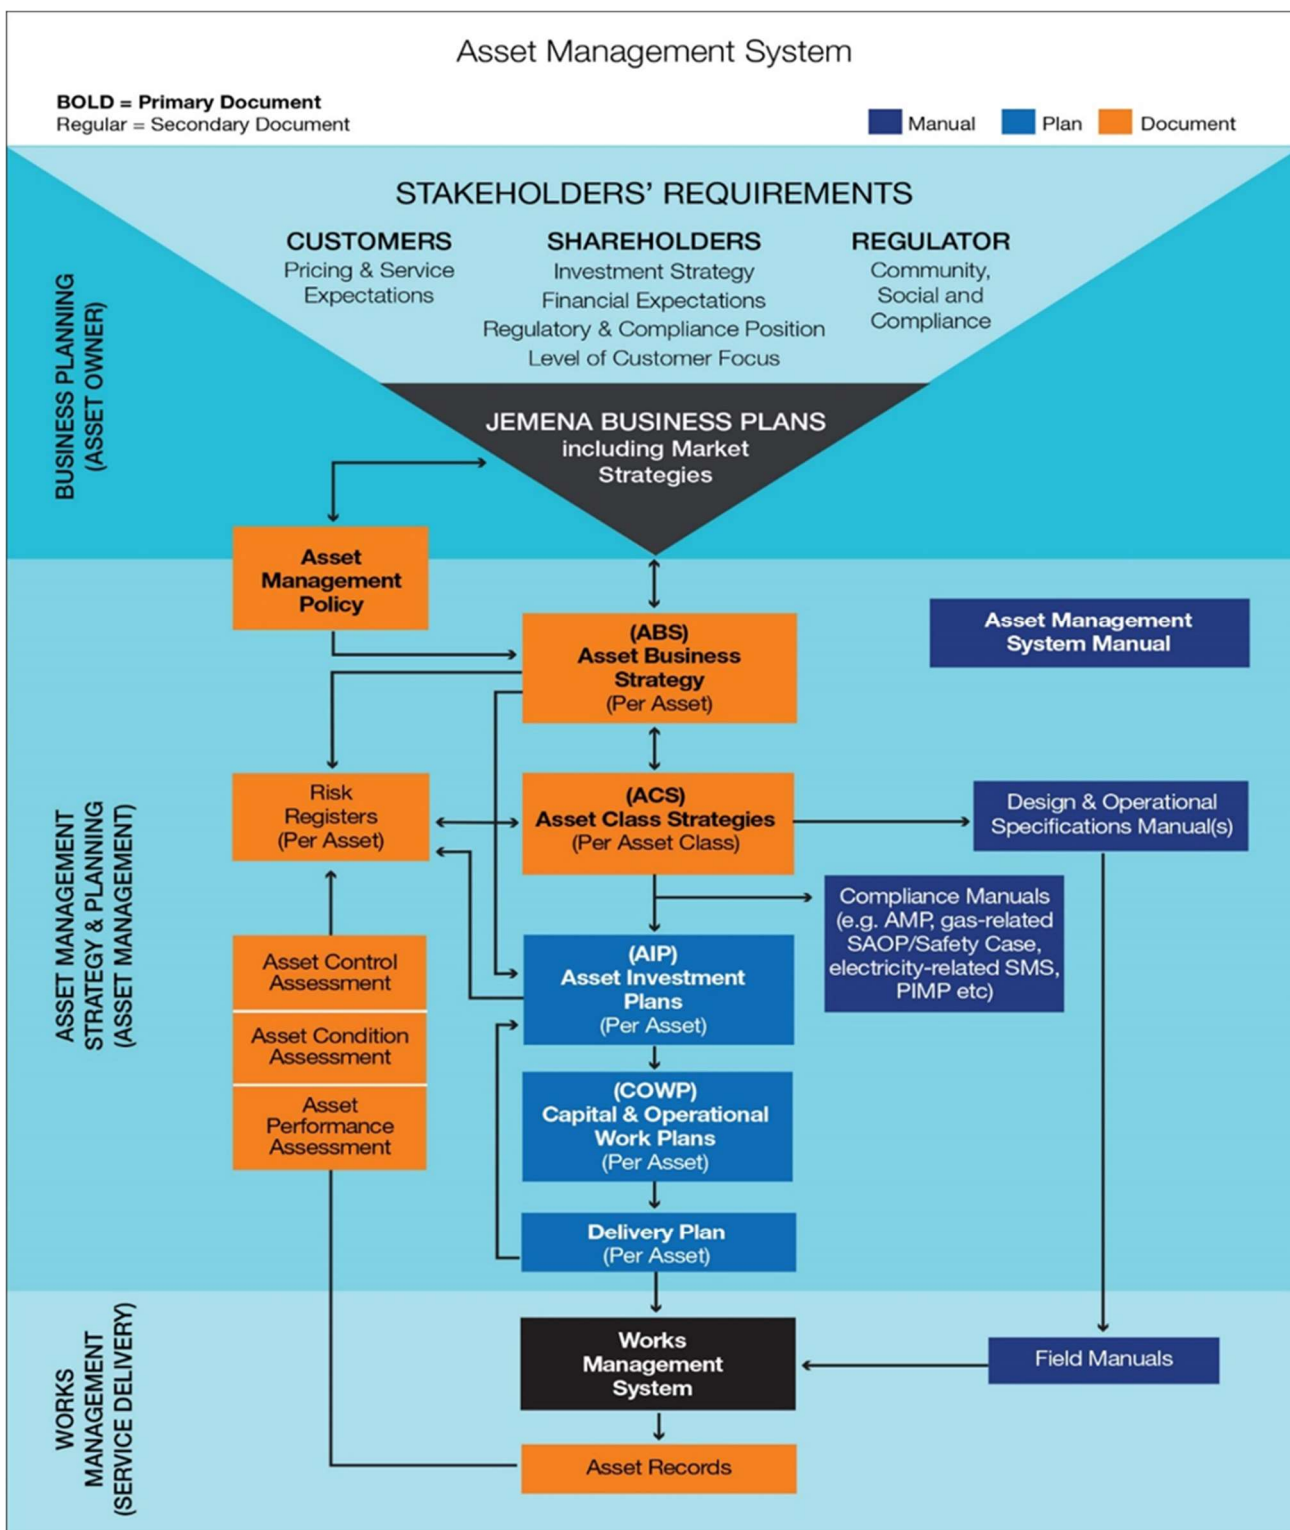 Asset Management System
BOLD = Primary Document
Regular = Secondary Document
Manual
Plan
Document
STAKEHOLDERS’ REQUIREMENTS
CUSTOMERS
Pricing & Service
Expectations
SHAREHOLDERS
Investment Strategy
Financial Expectations
Regulatory & Compliance Position
Level of Customer Focus
REGULATOR
Community,
Social and
Compliance
JEMENA BUSINESS PLANS
including Market
Strategies
BUSINESS PLANNING
(ASSET OWNER)
Asset
Management
Policy
(ABS)
Asset Business
Strategy
(Per Asset)
Asset Management
System Manual
ASSET MANAGEMENT
STRATEGY & PLANNING
(ASSET MANAGEMENT)
Risk
Registers
(Per Asset)
(ACS)
Asset Class Strategies
(Per Asset Class)
Design & Operational
Specifications Manual(s)
Compliance Manuals
(e.g. AMP, gas-related
SAOP/Safety Case,
electricity-related SMS,
PIMP etc)
Asset Control
Assessment
Asset Condition
Assessment
Asset
Performance
Assessment
(AIP)
Asset Investment
Plans
(Per Asset)
(COWP)
Capital & Operational
Work Plans
(Per Asset)
Delivery Plan
(Per Asset)
WORKS
MANAGEMENT
(SERVICE DELIVERY)
Works
Management
System
Field Manuals
Asset Records